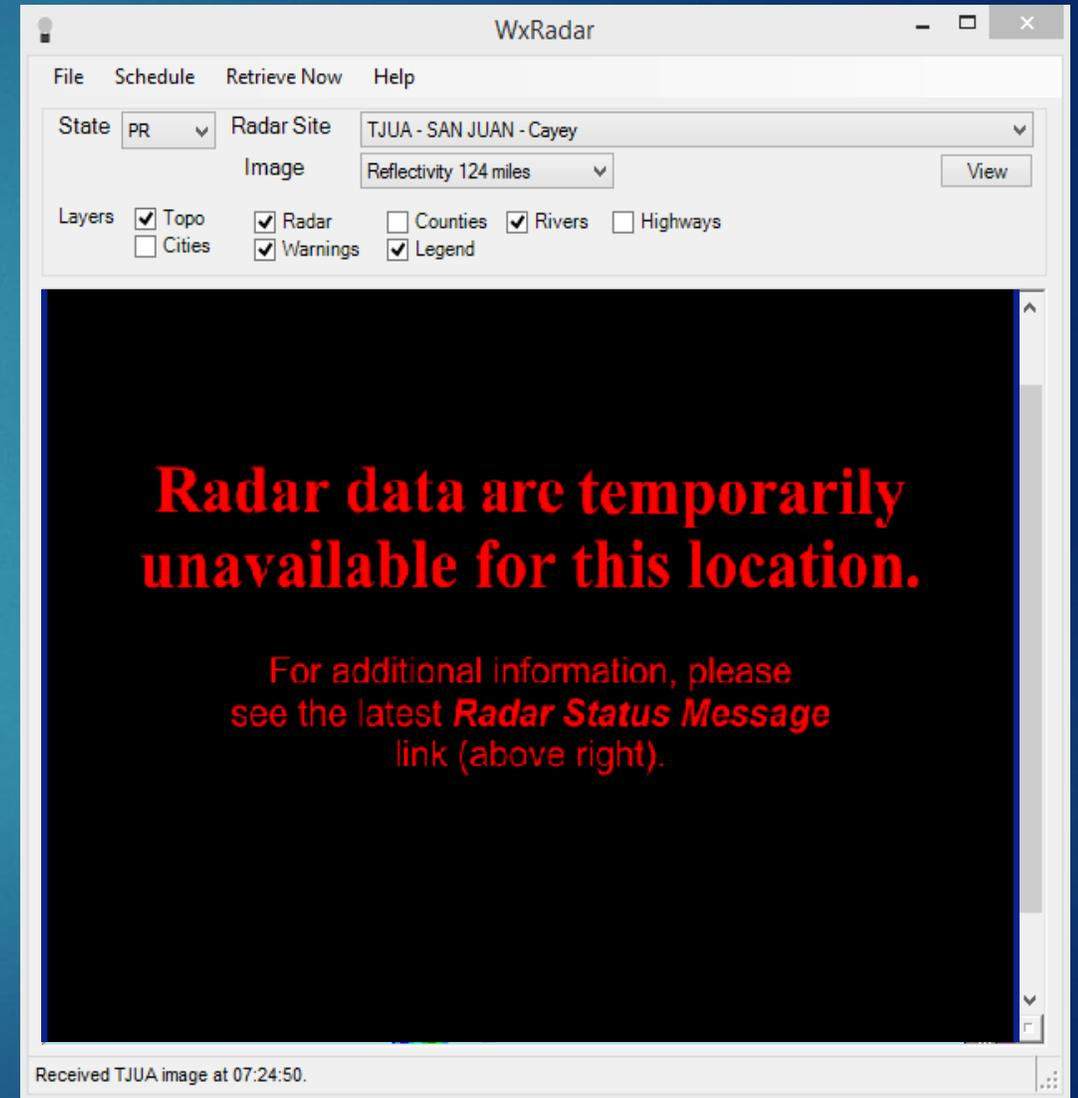 WxRadar
File Schedule Retrieve Now Help
State PR Radar Site TJUA - SAN JUAN - Cayey
Image Reflectivity 124 miles View
Layers Topo Radar Counties Rivers Highways
Cities Warnings Legend
Radar data are temporarily
unavailable for this location.
For additional information, please
see the latest Radar Status Message
link (above right).
Received TJUA image at 07:24:50.